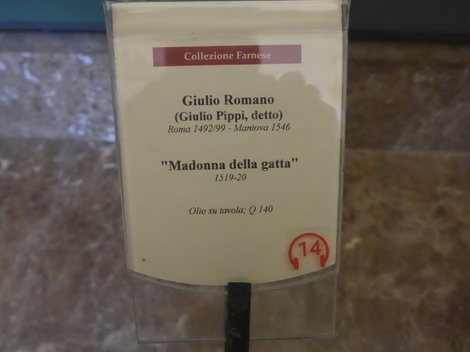 Collezione Farnese
Giulio Romano
(Giulio Pippi, detto)
Roma 1492/99 - Mantova 1546
"Madonna della gatta"
1519-20
Olio su tavola; Q 140
14